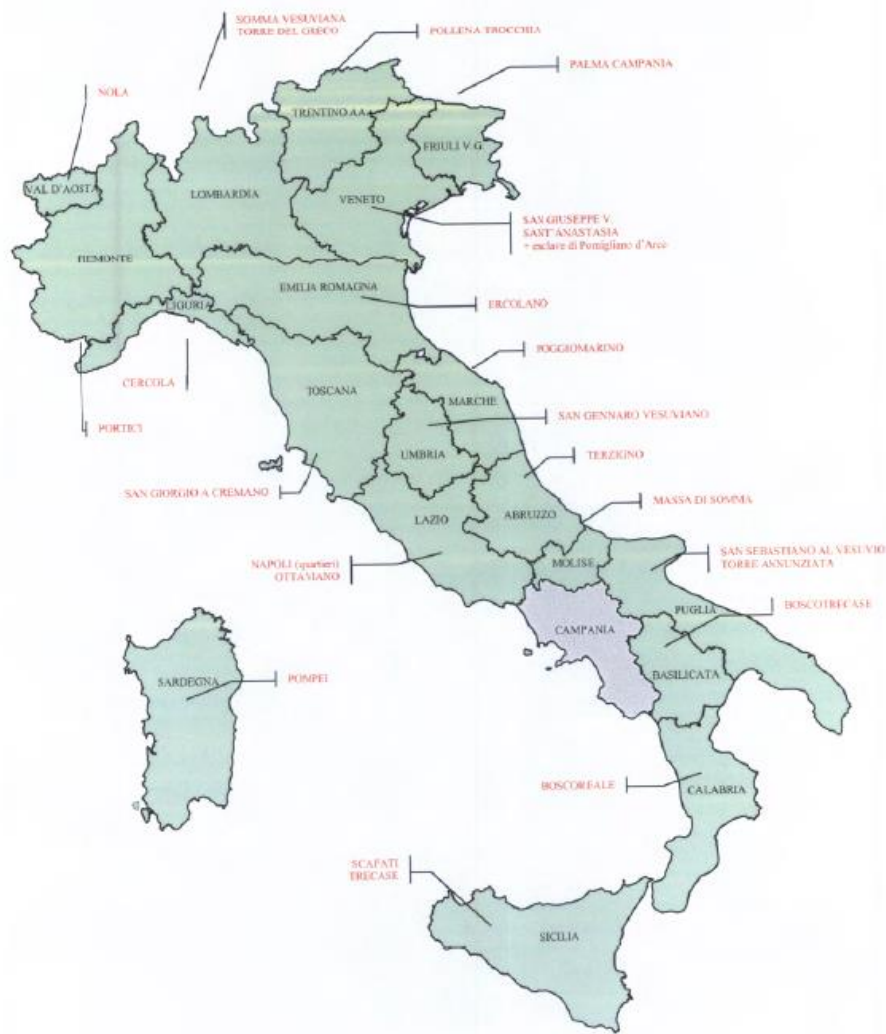 SOMMA VESUVIANA
TORRE DEL GRECO
POLLENA TROCCHIA
PALMA CAMPANIA
NOLA
TRENTINO A.A.
FRIULI V.G.
VAL D'AOSTA
LOMBARDIA
VENETO
SAN GIUSEPPE V.
SANT'ANASTASIA
+ esclave di Pomigliano d'Arco
PIEMONTE
EMILIA ROMAGNA
LIGURIA
ERCOLANO
POGGIOMARINO
CERCOLA
TOSCANA
MARCHE
SAN GENNARO VESUVIANO
PORTICI
UMBRIA
TERZIGNO
SAN GIORGIO A CREMANO
MASSA DI SOMMA
LAZIO
ABRUZZO
SAN SEBASTIANO AL VESUVIO
TORRE ANNUNZIATA
NAPOLI (quartieri)
OTTAVIANO
MOLISE
BOSCOTRECASE
PUGLIA
CAMPANIA
BASILICATA
SARDEGNA
POMPEI
BOSCOREALE
CALABRIA
SCAFATI
TRECASE
SICILIA